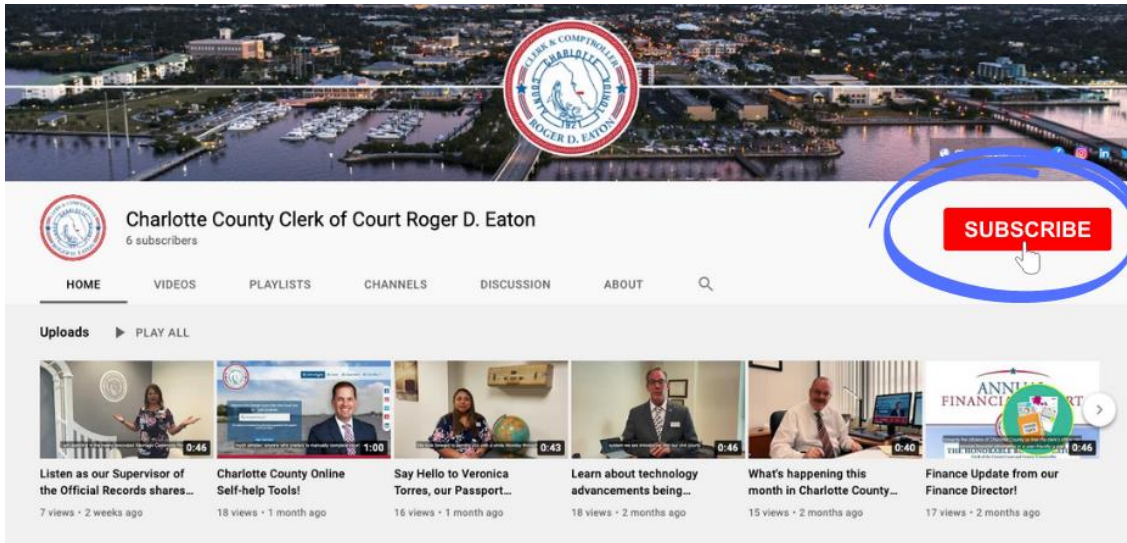 CLERK & COMPTROLLER
CHARLOTTE
COUNTY FLORIDA
1921
ROGER D. EATON
Charlotte County Clerk of Court Roger D. Eaton
6 subscribers
SUBSCRIBE
HOME VIDEOS PLAYLISTS CHANNELS DISCUSSION ABOUT
Uploads PLAY ALL
ANNUAL
FINANCIAL REPORT
THE HONORABLE
0:46 1:00 0:43 0:46 0:40 0:46
Listen as our Supervisor of
the Official Records shares...
7 views • 2 weeks ago
Charlotte County Online
Self-help Tools!
18 views • 1 month ago
Say Hello to Veronica
Torres, our Passport...
16 views • 1 month ago
Learn about technology
advancements being...
18 views • 2 months ago
What's happening this
month in Charlotte County...
15 views • 2 months ago
Finance Update from our
Finance Director!
17 views • 2 months ago